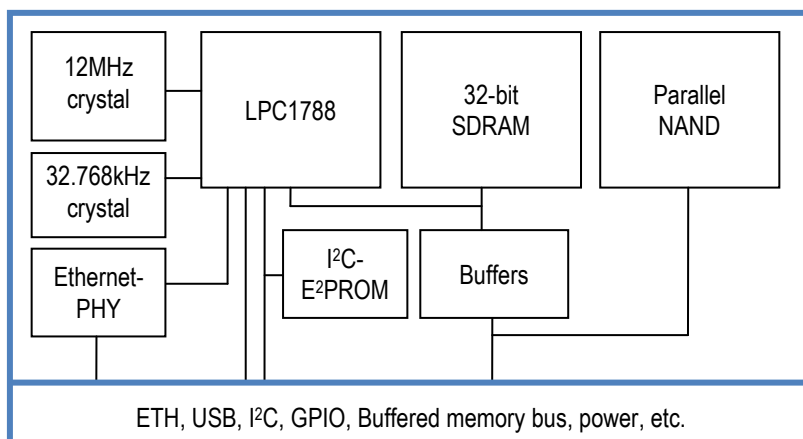 12MHz
crystal
LPC1788
32-bit
SDRAM
Parallel
NAND
32.768kHz
crystal
Ethernet-
PHY
I²C-
E²PROM
Buffers
ETH, USB, I²C, GPIO, Buffered memory bus, power, etc.